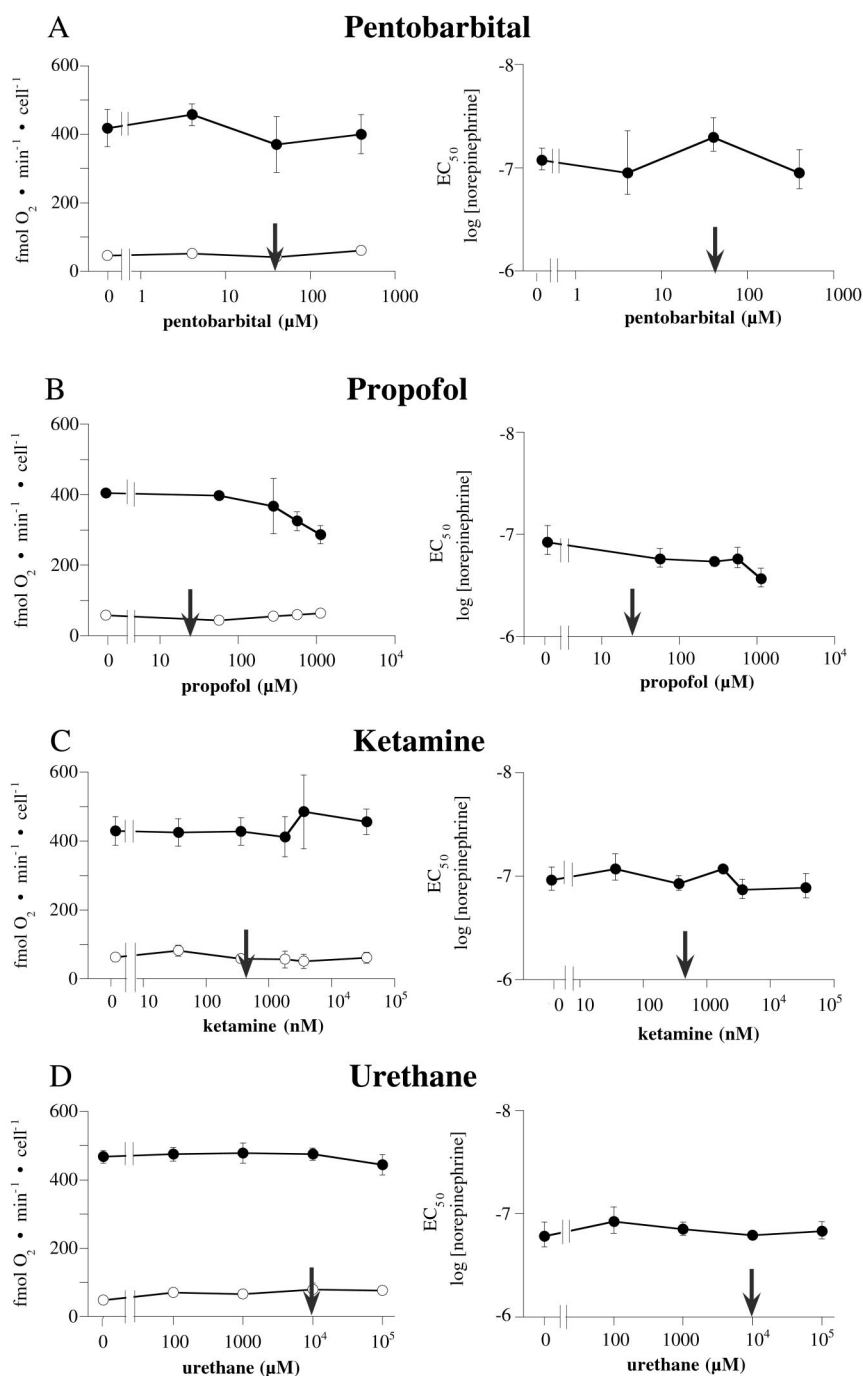 A Pentobarbital
600
400
200
0
fmol O₂ • min⁻¹ • cell⁻¹
0 1 10 100 1000
pentobarbital (µM)
-8
-7
-6
EC₅₀
log [norepinephrine]
0 1 10 100 1000
pentobarbital (µM)
B Propofol
600
400
200
0
fmol O₂ • min⁻¹ • cell⁻¹
0 10 100 1000 10⁴
propofol (µM)
-8
-7
-6
EC₅₀
log [norepinephrine]
0 10 100 1000 10⁴
propofol (µM)
C Ketamine
600
400
200
0
fmol O₂ • min⁻¹ • cell⁻¹
0 10 100 1000 10⁴ 10⁵
ketamine (nM)
-8
-7
-6
EC₅₀
log [norepinephrine]
0 10 100 1000 10⁴ 10⁵
ketamine (nM)
D Urethane
600
400
200
0
fmol O₂ • min⁻¹ • cell⁻¹
0 100 1000 10⁴ 10⁵
urethane (µM)
-8
-7
-6
EC₅₀
log [norepinephrine]
0 100 1000 10⁴ 10⁵
urethane (µM)